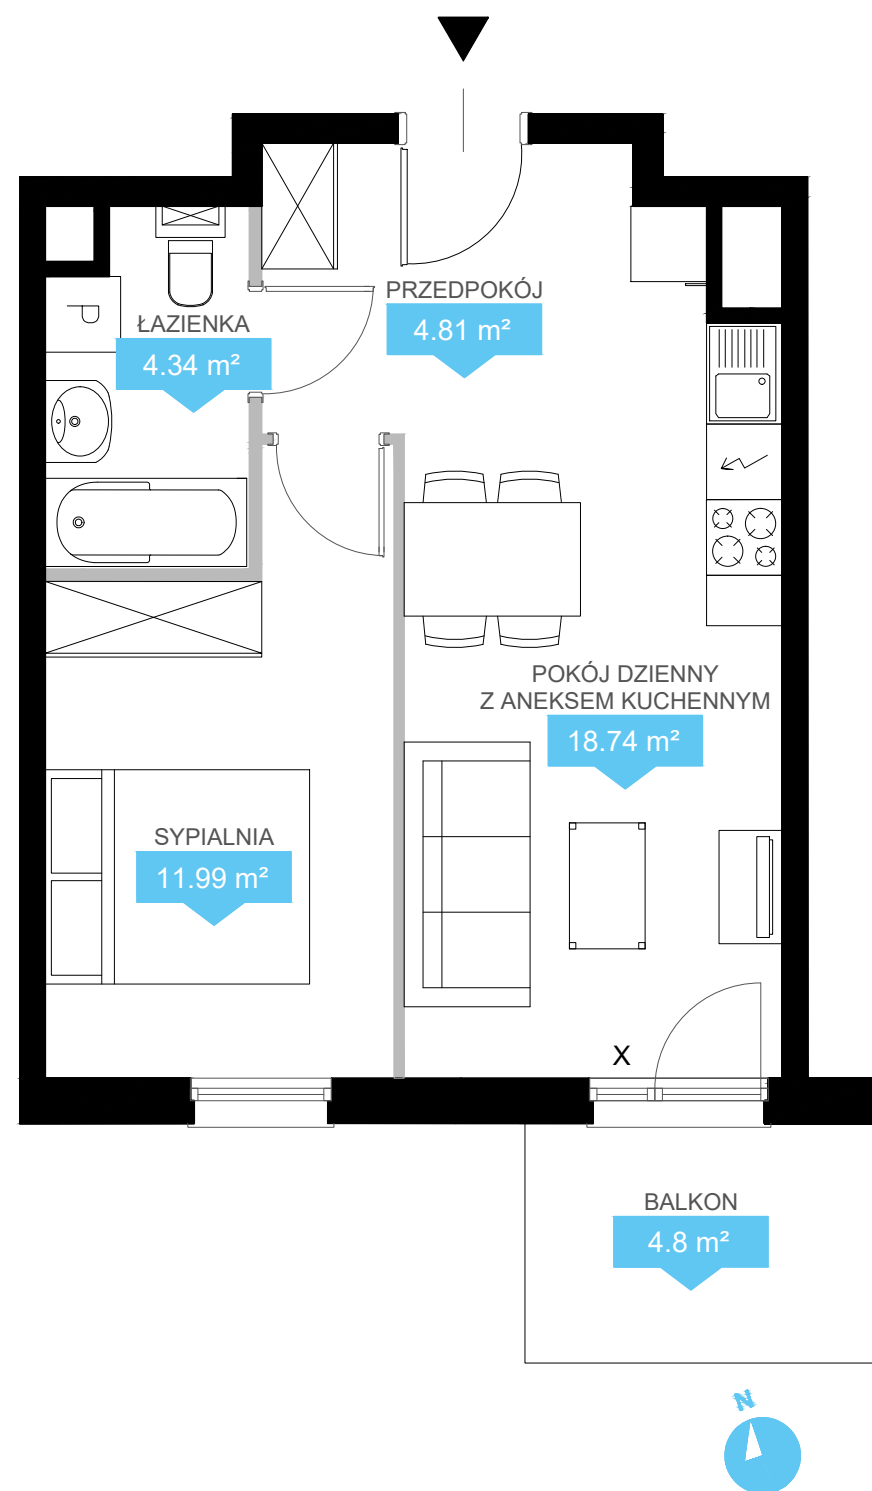 PRZEDPOKÓJ
4.81 m²
ŁAZIENKA
4.34 m²
P
POKÓJ DZIENNY
Z ANEKSEM KUCHENNYM
18.74 m²
SYPIALNIA
11.99 m²
X
BALKON
4.8 m²
N